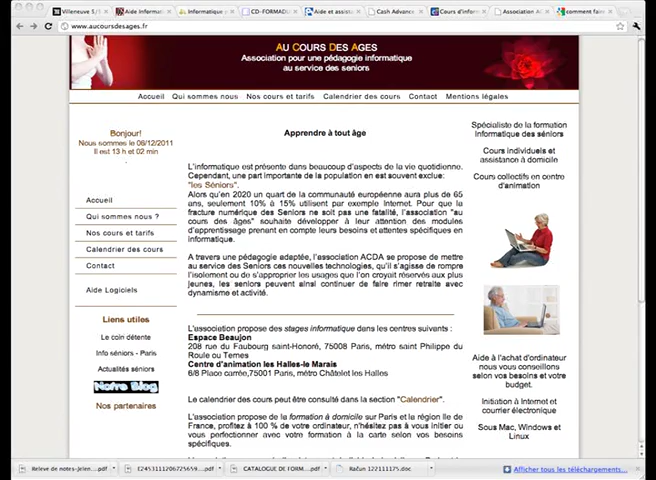 Villeneuve S/S
Aide Informat
Informatique p
CD-FORMADI
Aide et assista
Cash Advance
Cours d'infor
Association AC
comment faire
www.aucoursdesages.fr
Au Cours Des Ages
Association pour une pédagogie informatique
au service des seniors
Accueil Qui sommes nous Nos cours et tarifs Calendrier des cours Contact Mentions légales
Bonjour!
Nous sommes le 08/12/2011
Il est 13 h et 02 min
Accueil
Qui sommes nous ?
Nos cours et tarifs
Calendrier des cours
Contact
Aide Logiciels
Liens utiles
Le coin détente
Info séniors - Paris
Actualités séniors
Notre Blog
Nos partenaires
Apprendre à tout âge
L'informatique est présente dans beaucoup d'aspects de la vie quotidienne.
Cependant, une part importante de la population en est souvent exclue:
"les Séniors".
Alors qu'en 2020 un quart de la communauté européenne aura plus de 65
ans, seulement 10% à 15% utilisent par exemple Internet. Pour que la
fracture numérique des Seniors ne soit pas une fatalité, l'association "au
cours des âges" souhaite développer à leur attention des modules
d'apprentissage prenant en compte leurs besoins et attentes spécifiques en
informatique.
A travers une pédagogie adaptée, l'association ACDA se propose de mettre
au service des Seniors ces nouvelles technologies, qu'il s'agisse de rompre
l'isolement ou de s'approprier les usages que l'on croyait réservés aux plus
jeunes, les seniors peuvent ainsi continuer de faire rimer retraite avec
dynamisme et activité.
L'association propose des stages informatique dans les centres suivants :
Espace Beaujon
208 rue du Faubourg saint-Honoré, 75008 Paris, métro saint Philippe du
Roule ou Ternes
Centre d'animation les Halles-le Marais
6/8 Place carrée,75001 Paris, métro Châtelet les Halles
Le calendrier des cours peut être consulté dans la section "Calendrier".
L'association propose de la formation à domicile sur Paris et la région Ile de
France, profitez à 100 % de votre ordinateur, n'hésitez pas à vous initier ou
vous perfectionner avec votre formation à la carte selon vos besoins
spécifiques.
Spécialiste de la formation
informatique des séniors
Cours individuels et
assistance à domicile
Cours collectifs en centre
d'animation
Aide à l'achat d'ordinateur
nous vous conseillons
selon vos besoins et votre
budget.
Initiation à Internet et
courrier électronique
Sous Mac, Windows et
Linux
Releve de notes-Jelen....pdf
E2453111206725659....pdf
CATALOGUE DE FORM....pdf
Račun 122111175.doc
Afficher tous les téléchargements...